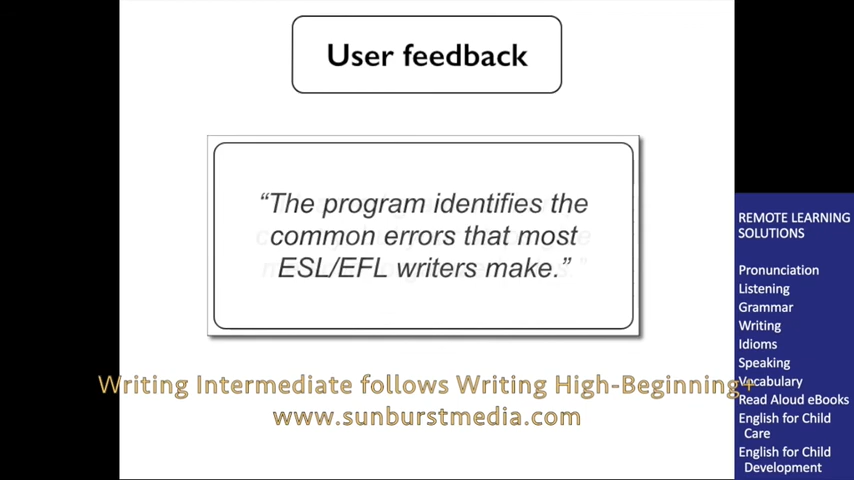 User feedback
“The program identifies the
common errors that most
ESL/EFL writers make.”
Writing Intermediate follows Writing High-Beginning+
www.sunburstmedia.com
REMOTE LEARNING
SOLUTIONS
Pronunciation
Listening
Grammar
Writing
Idioms
Speaking
Vocabulary
Read Aloud eBooks
English for Child
Care
English for Child
Development